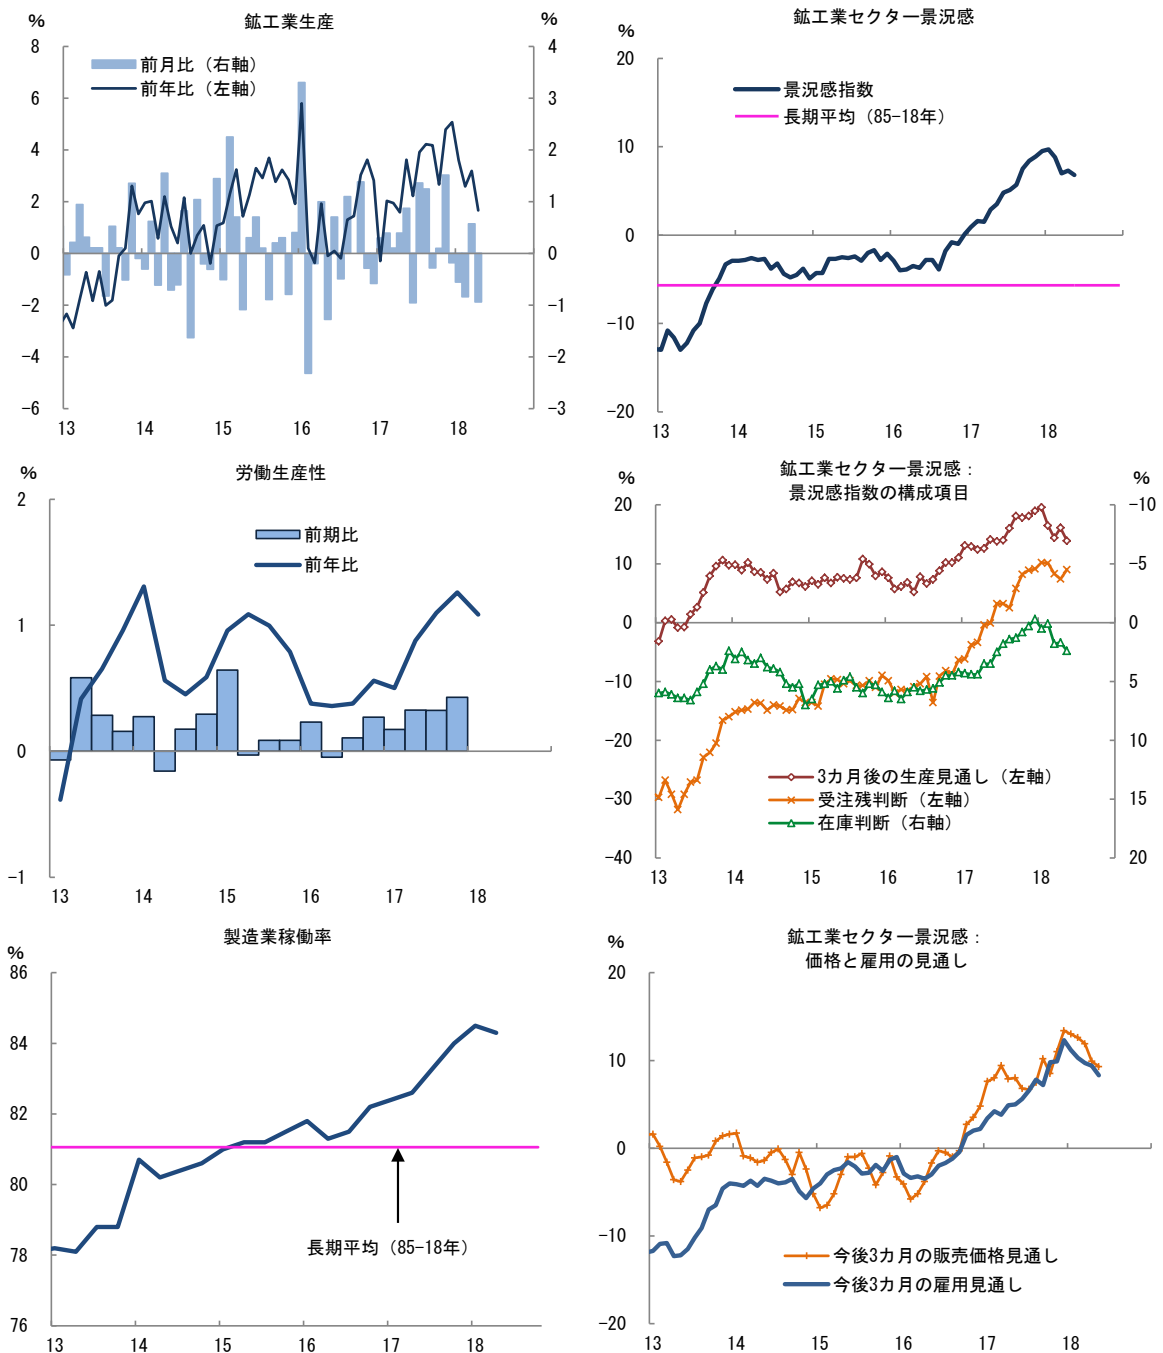 鉱工業生産
%
%
前月比（右軸）
前年比（左軸）
8
6
4
2
0
-2
-4
-6
4
3
2
1
0
-1
-2
-3
13 14 15 16 17 18
鉱工業セクター景況感
%
景況感指数
長期平均（85-18年）
20
10
0
-10
-20
13 14 15 16 17 18
労働生産性
%
前期比
前年比
2
1
0
-1
13 14 15 16 17 18
鉱工業セクター景況感：
景況感指数の構成項目
%
%
20
10
0
-10
-20
-30
-40
-10
-5
0
5
10
15
20
3カ月後の生産見通し（左軸）
受注残判断（左軸）
在庫判断（右軸）
13 14 15 16 17 18
製造業稼働率
%
86
84
82
80
78
76
長期平均（85-18年）
13 14 15 16 17 18
鉱工業セクター景況感：
価格と雇用の見通し
%
20
10
0
-10
-20
今後3カ月の販売価格見通し
今後3カ月の雇用見通し
13 14 15 16 17 18